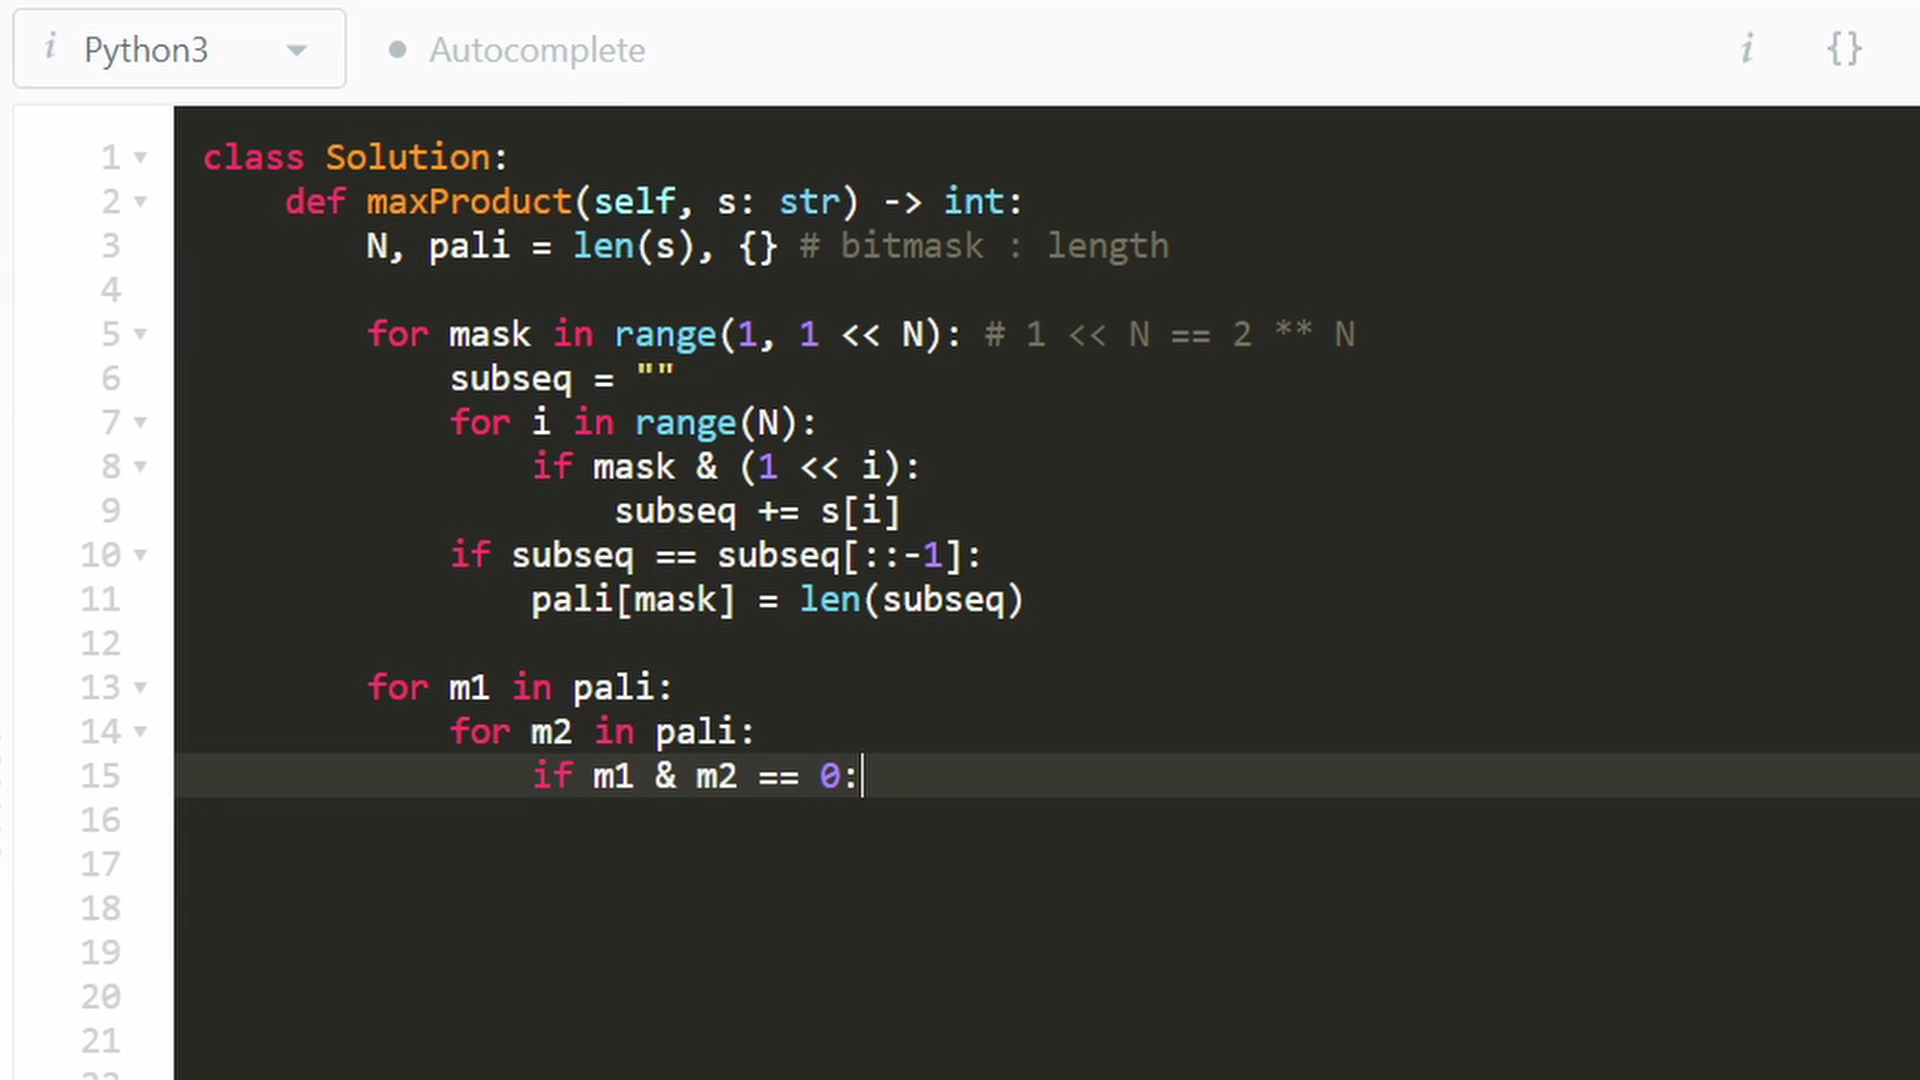 i Python3 Autocomplete i {}
1 class Solution:
2 def maxProduct(self, s: str) -> int:
3 N, pali = len(s), {} # bitmask : length
4
5 for mask in range(1, 1 << N): # 1 << N == 2 ** N
6 subseq = ""
7 for i in range(N):
8 if mask & (1 << i):
9 subseq += s[i]
10 if subseq == subseq[::-1]:
11 pali[mask] = len(subseq)
12
13 for m1 in pali:
14 for m2 in pali:
15 if m1 & m2 == 0:
16
17
18
19
20
21